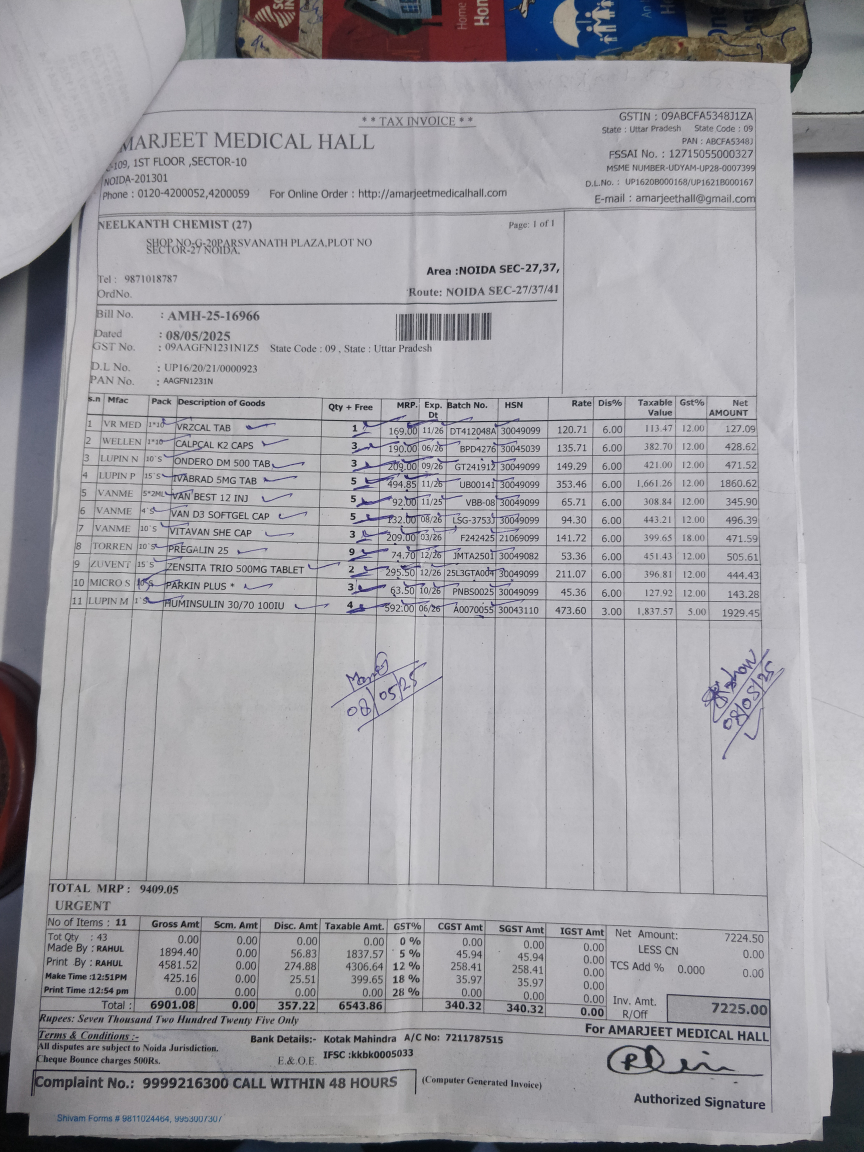 ** TAX INVOICE **
AMARJEET MEDICAL HALL
-109, 1ST FLOOR ,SECTOR-10
NOIDA-201301
Phone : 0120-4200052,4200059 For Online Order : http://amarjeetmedicalhall.com
GSTIN : 09ABCFA5348J1ZA
State : Uttar Pradesh State Code : 09
PAN : ABCFA5348J
FSSAI No. : 12715055000327
MSME NUMBER-UDYAM-UP28-0007399
D.L.No. : UP1620B000168/UP1621B000167
E-mail : amarjeethall@gmail.com
NEELKANTH CHEMIST (27) Page: 1 of 1
SHOP NO-G-20PARSVANATH PLAZA,PLOT NO
SECTOR-27 NOIDA,
Tel : 9871018787
OrdNo.
Area :NOIDA SEC-27,37,
Route: NOIDA SEC-27/37/41
Bill No. : AMH-25-16966
Dated : 08/05/2025
GST No. : 09AAGFN1231N1Z5 State Code : 09 , State : Uttar Pradesh
D.L No. : UP16/20/21/0000923
PAN No. : AAGFN1231N
s.n Mfac Pack Description of Goods Qty + Free MRP. Exp. Dt Batch No. HSN Rate Dis% Taxable Value Gst% Net AMOUNT
1 VR MED 1*10 VRZCAL TAB 1 169.00 11/26 DT412048A 30049099 120.71 6.00 113.47 12.00 127.09
2 WELLEN 1*10 CALPCAL K2 CAPS 3 190.00 06/26 BPD4276 30045039 135.71 6.00 382.70 12.00 428.62
3 LUPIN N 10`S ONDERO DM 500 TAB 3 209.00 09/26 GT241912 30049099 149.29 6.00 421.00 12.00 471.52
4 LUPIN P 15`S IVABRAD 5MG TAB 5 494.85 11/26 UB00141 30049099 353.46 6.00 1,661.26 12.00 1860.62
5 VANME 5*2ML VAN BEST 12 INJ 5 92.00 11/25 VBB-08 30049099 65.71 6.00 308.84 12.00 345.90
6 VANME 4`S VAN D3 SOFTGEL CAP 5 132.00 08/26 LSG-3753 30049099 94.30 6.00 443.21 12.00 496.39
7 VANME 10`S VITAVAN SHE CAP 3 209.00 03/26 F242425 21069099 141.72 6.00 399.65 18.00 471.59
8 TORREN 10`S PREGALIN 25 9 74.70 12/26 JMTA2501 30049082 53.36 6.00 451.43 12.00 505.61
9 ZUVENT 15`S ZENSITA TRIO 500MG TABLET 2 295.50 12/26 25L3GTA004 30049099 211.07 6.00 396.81 12.00 444.43
10 MICRO S 10`S PARKIN PLUS * 3 63.50 10/26 PNBS0025 30049099 45.36 6.00 127.92 12.00 143.28
11 LUPIN M 1`S HUMINSULIN 30/70 100IU 4 592.00 06/26 A0070055 30043110 473.60 3.00 1,837.57 5.00 1929.45
08/05/25
08/05/25
TOTAL MRP : 9409.05
URGENT
No of Items : 11 Gross Amt Scm. Amt Disc. Amt Taxable Amt. GST% CGST Amt SGST Amt IGST Amt
Tot Qty : 43 0.00 0.00 0.00 0.00 0 % 0.00 0.00 0.00
Made By : RAHUL 1894.40 0.00 56.83 1837.57 5 % 45.94 45.94 0.00
Print By : RAHUL 4581.52 0.00 274.88 4306.64 12 % 258.41 258.41 0.00
Make Time :12:51PM 425.16 0.00 25.51 399.65 18 % 35.97 35.97 0.00
Print Time :12:54 pm 0.00 0.00 0.00 0.00 28 % 0.00 0.00 0.00
Total : 6901.08 0.00 357.22 6543.86 340.32 340.32 0.00
Net Amount: 7224.50
LESS CN 0.00
TCS Add % 0.000 0.00
Inv. Amt. R/Off 7225.00
Rupees: Seven Thousand Two Hundred Twenty Five Only
Terms & Conditions :-
All disputes are subject to Noida Jurisdiction.
Cheque Bounce charges 500Rs.
E.& O.E
Bank Details:- Kotak Mahindra A/C No: 7211787515
IFSC :kkbk0005033
For AMARJEET MEDICAL HALL
Complaint No.: 9999216300 CALL WITHIN 48 HOURS
(Computer Generated Invoice)
Authorized Signature
Shivam Forms # 9811024464, 9953007307